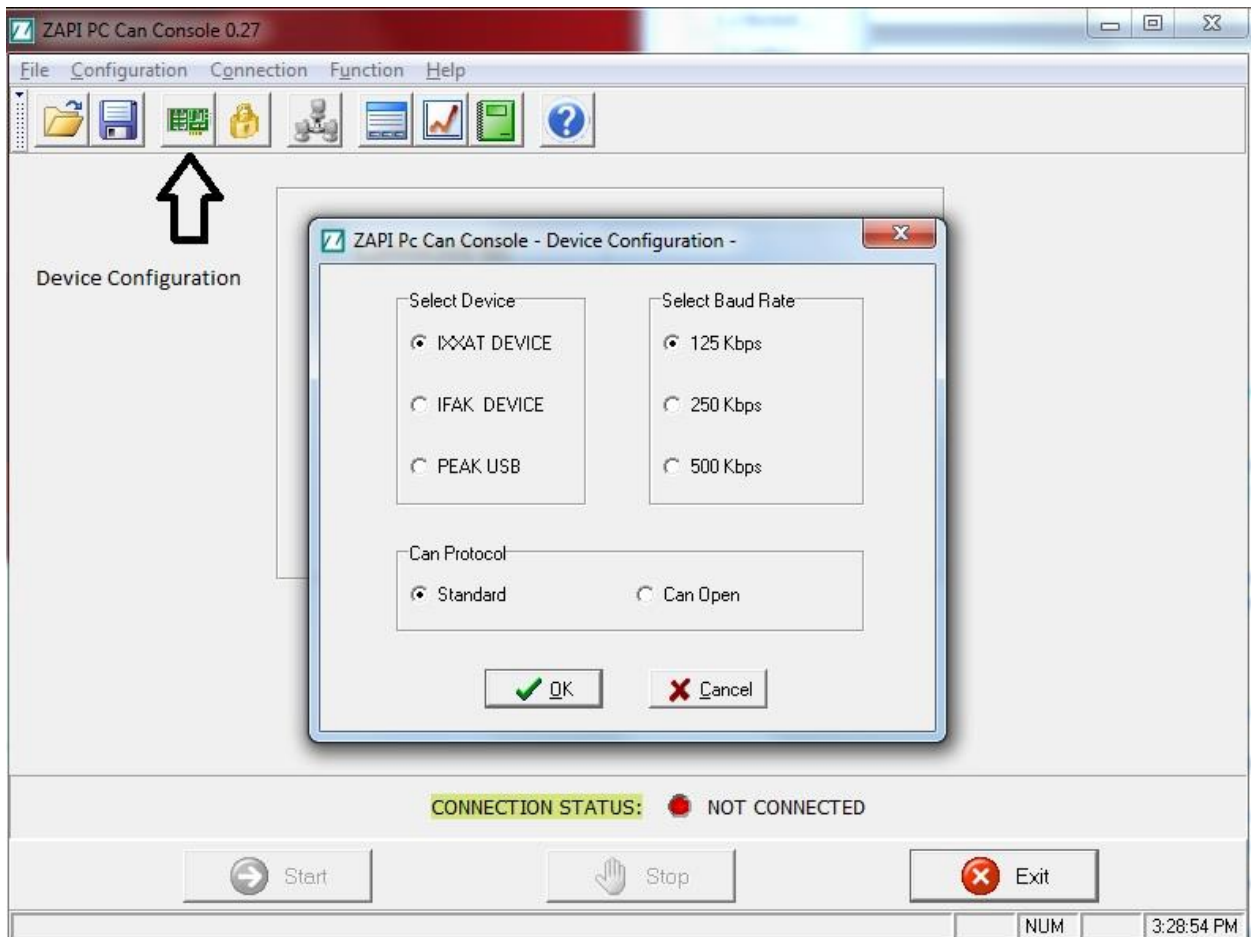 ZAPI PC Can Console 0.27
File Configuration Connection Function Help
Device Configuration
ZAPI Pc Can Console - Device Configuration -
Select Device
Select Baud Rate
IXXAT DEVICE
125 Kbps
IFAK DEVICE
250 Kbps
PEAK USB
500 Kbps
Can Protocol
Standard
Can Open
OK
Cancel
CONNECTION STATUS: NOT CONNECTED
Start
Stop
Exit
NUM
3:28:54 PM